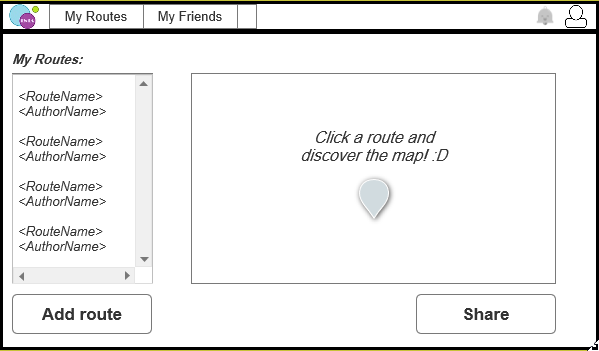 My Routes
My Friends
My Routes:
<RouteName>
<AuthorName>
<RouteName>
<AuthorName>
<RouteName>
<AuthorName>
<RouteName>
<AuthorName>
Click a route and
discover the map! :D
Add route
Share